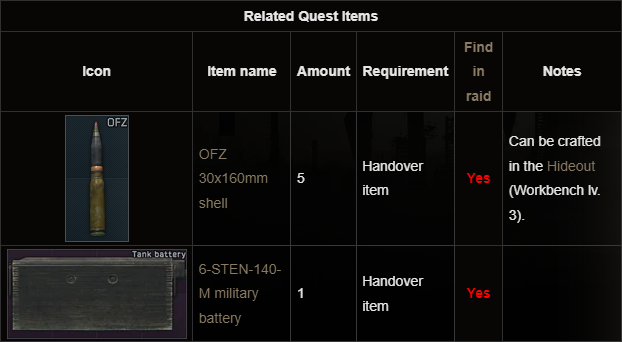 Related Quest Items
Icon
Item name
Amount
Requirement
Find
in
raid
Notes
OFZ
OFZ
30x160mm
shell
5
Handover
item
Yes
Can be crafted
in the Hideout
(Workbench lv.
3).
Tank battery
6-STEN-140-
M military
battery
1
Handover
item
Yes